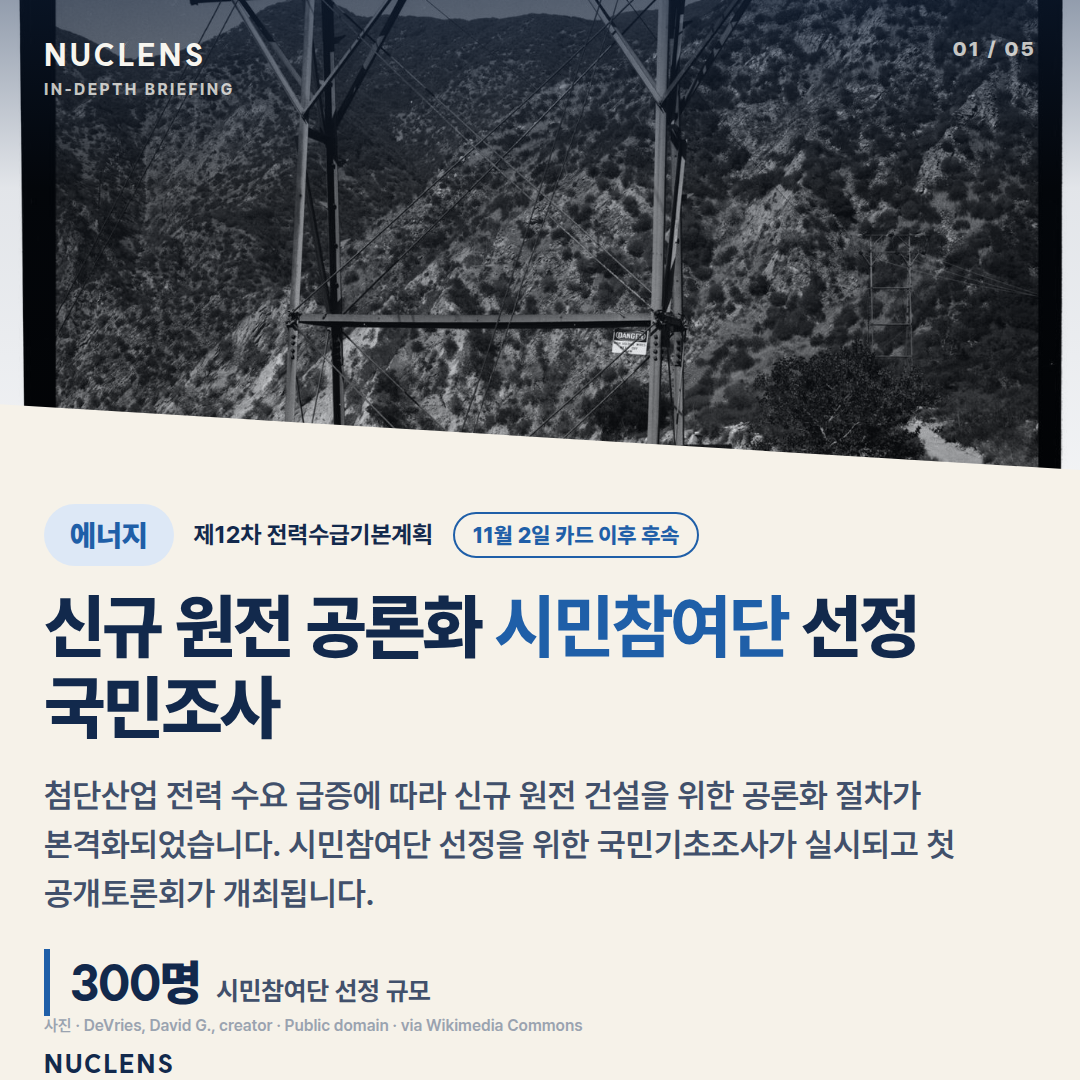 NUCLENS
IN-DEPTH BRIEFING
01 / 05
DANGER
에너지
제12차 전력수급기본계획
11월 2일 카드 이후 후속
신규 원전 공론화 시민참여단 선정
국민조사
첨단산업 전력 수요 급증에 따라 신규 원전 건설을 위한 공론화 절차가
본격화되었습니다. 시민참여단 선정을 위한 국민기초조사가 실시되고 첫
공개토론회가 개최됩니다.
300명 시민참여단 선정 규모
사진 · DeVries, David G., creator · Public domain · via Wikimedia Commons
NUCLENS